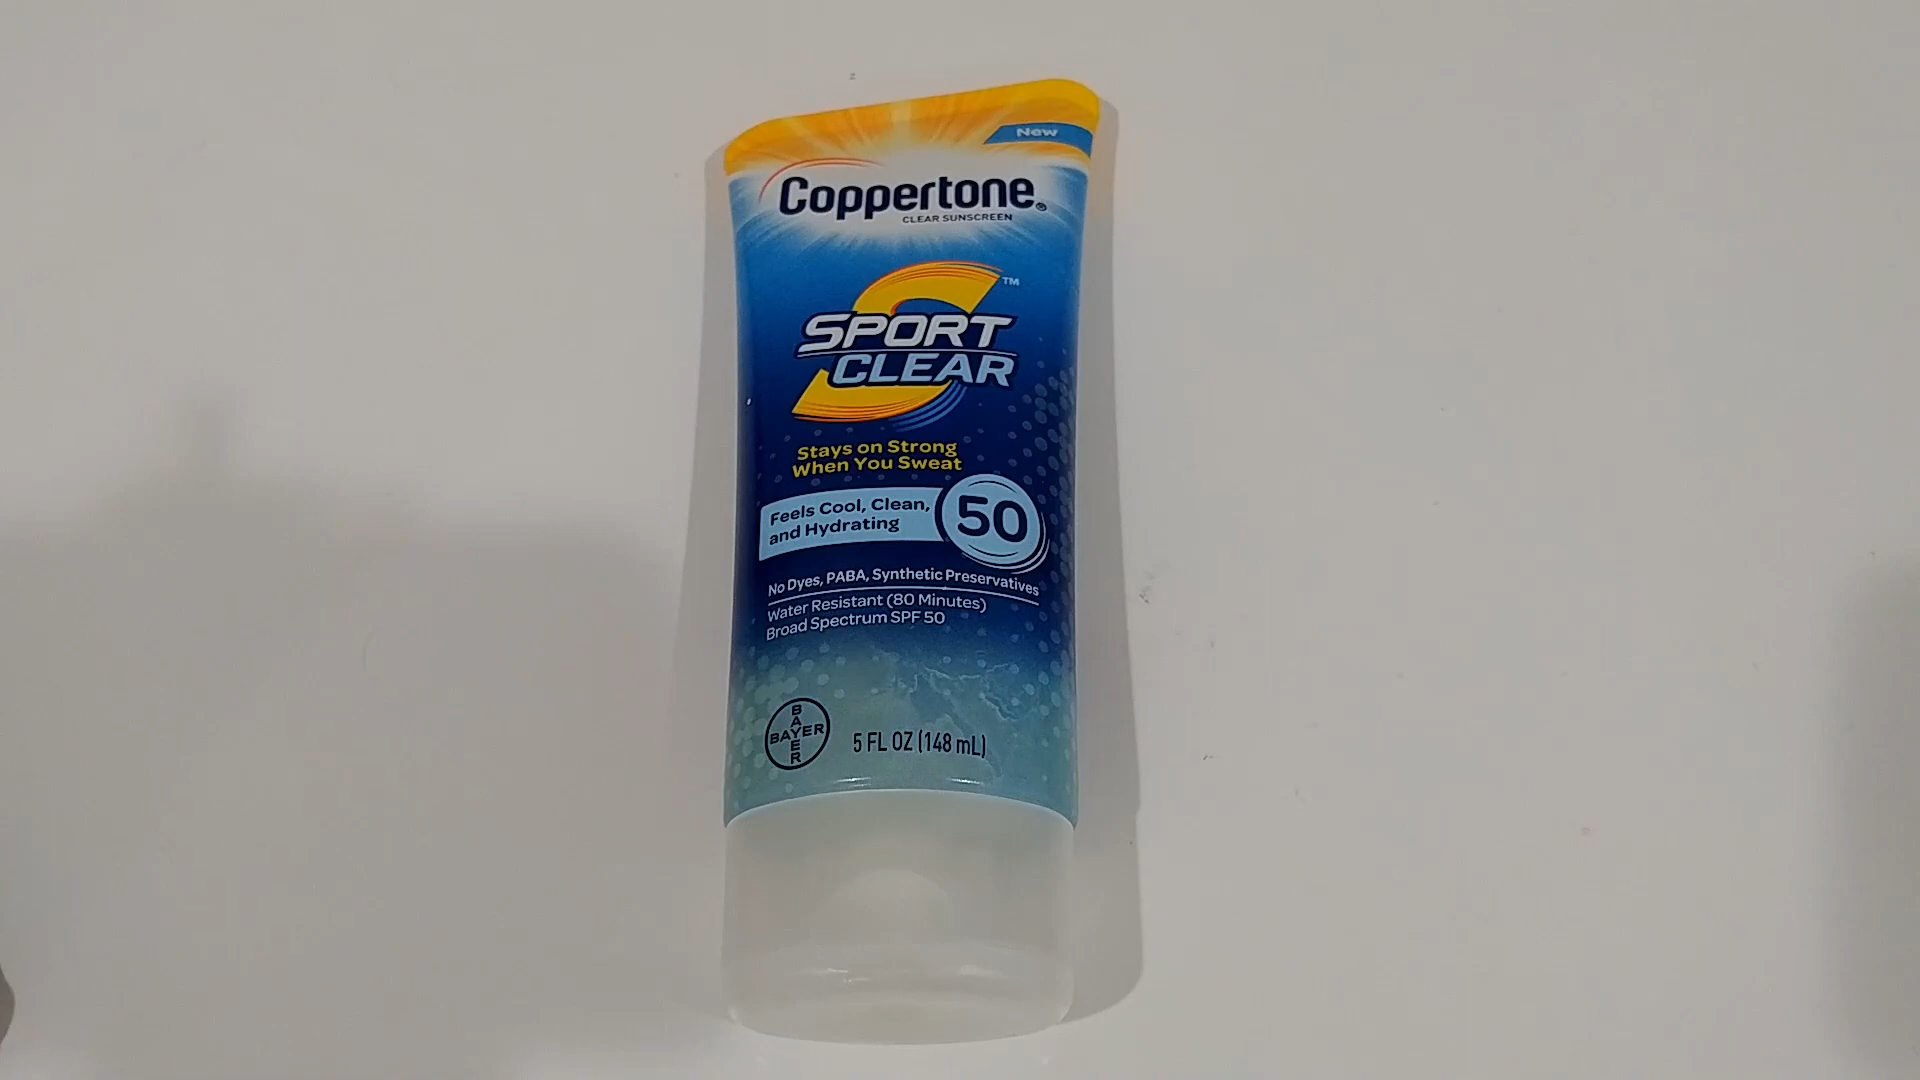 New
Coppertone®
CLEAR SUNSCREEN
SPORT™
CLEAR
Stays on Strong
When You Sweat
Feels Cool, Clean,
and Hydrating
50
No Dyes, PABA, Synthetic Preservatives
Water Resistant (80 Minutes)
Broad Spectrum SPF 50
BAYER
BAYER
5 FL OZ (148 mL)